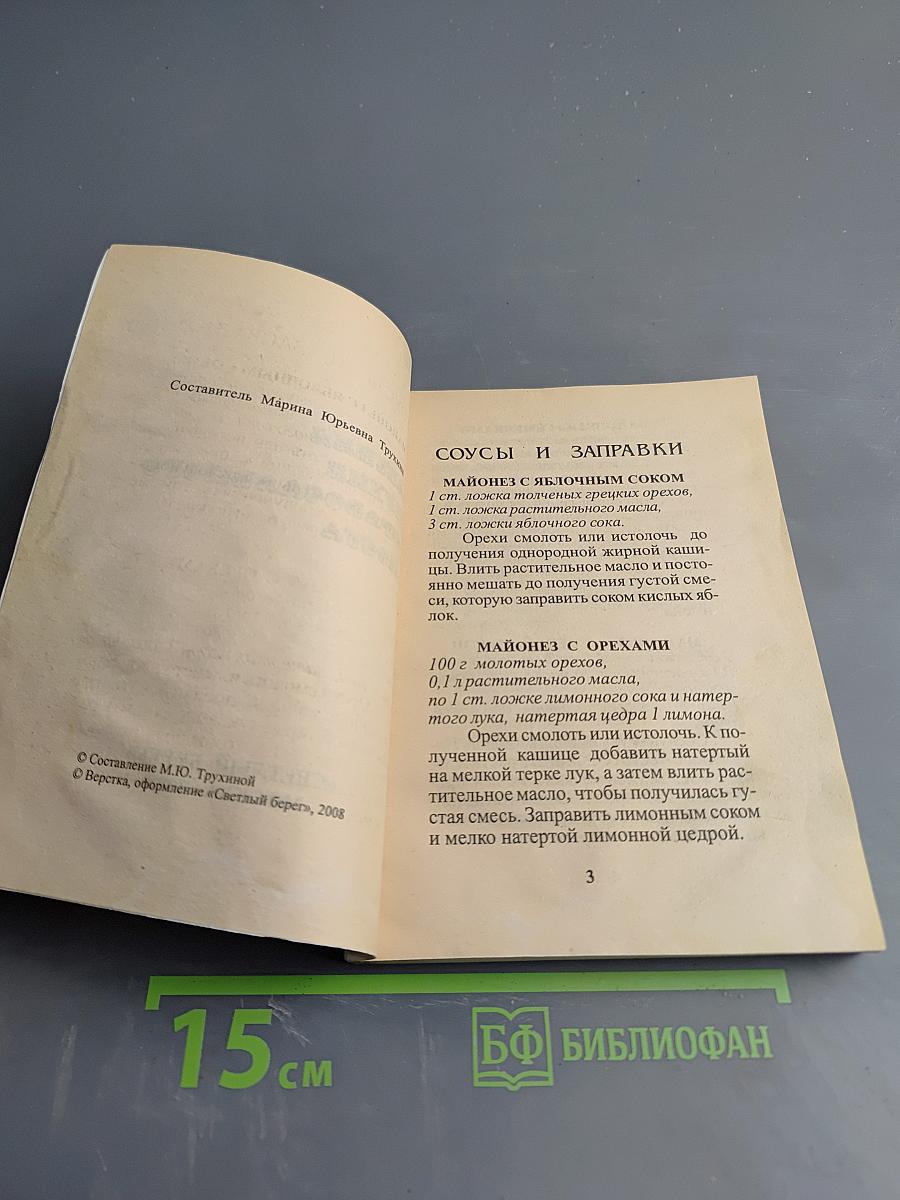 Составитель Марина Юрьевна
© Составление М.Ю. Трухиной
© Верстка, оформление «Светлый берег», 2008
СОУСЫ И ЗАПРАВКИ
МАЙОНЕЗ С ЯБЛОЧНЫМ СОКОМ
1 ст. ложка толченых грецких орехов,
1 ст. ложка растительного масла,
3 ст. ложки яблочного сока.
Орехи смолоть или истолочь до
получения однородной жирной каши-
цы. Влить растительное масло и посто-
янно мешать до получения густой сме-
си, которую заправить соком кислых яб-
лок.
МАЙОНЕЗ С ОРЕХАМИ
100 г молотых орехов,
0,1 л растительного масла,
по 1 ст. ложке лимонного сока и натер-
того лука, натертая цедра 1 лимона.
Орехи смолоть или истолочь. К по-
лученной кашице добавить натертый
на мелкой терке лук, а затем влить рас-
тительное масло, чтобы получилась гу-
стая смесь. Заправить лимонным соком
и мелко натертой лимонной цедрой.
3
15 см
БФ БИБЛИОФАН